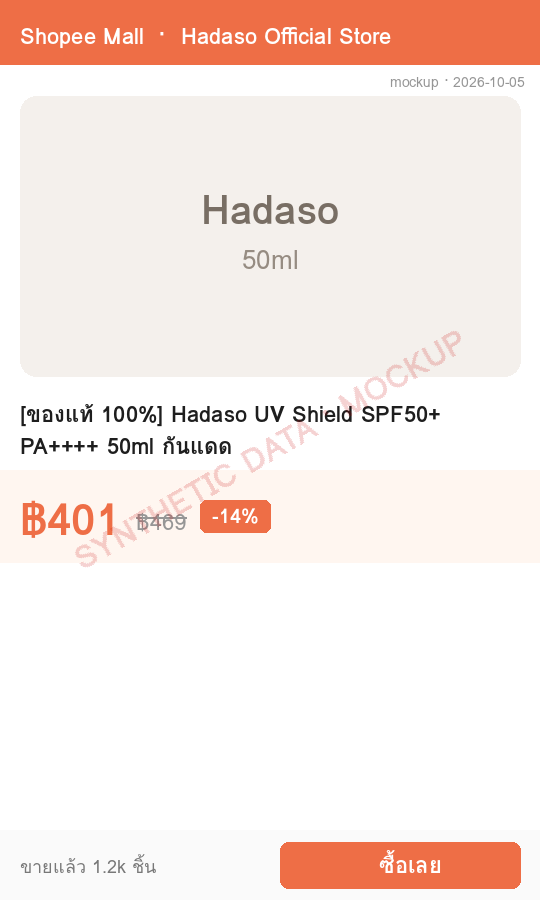 Shopee Mall · Hadaso Official Store
mockup · 2026-10-05
Hadaso
50ml
[ของแท้ 100%] Hadaso UV Shield SPF50+
PA++++ 50ml กันแดด
฿401 ฿469 -14%
SYNTHETIC DATA · MOCKUP
ขายแล้ว 1.2k ชิ้น
ซื้อเลย